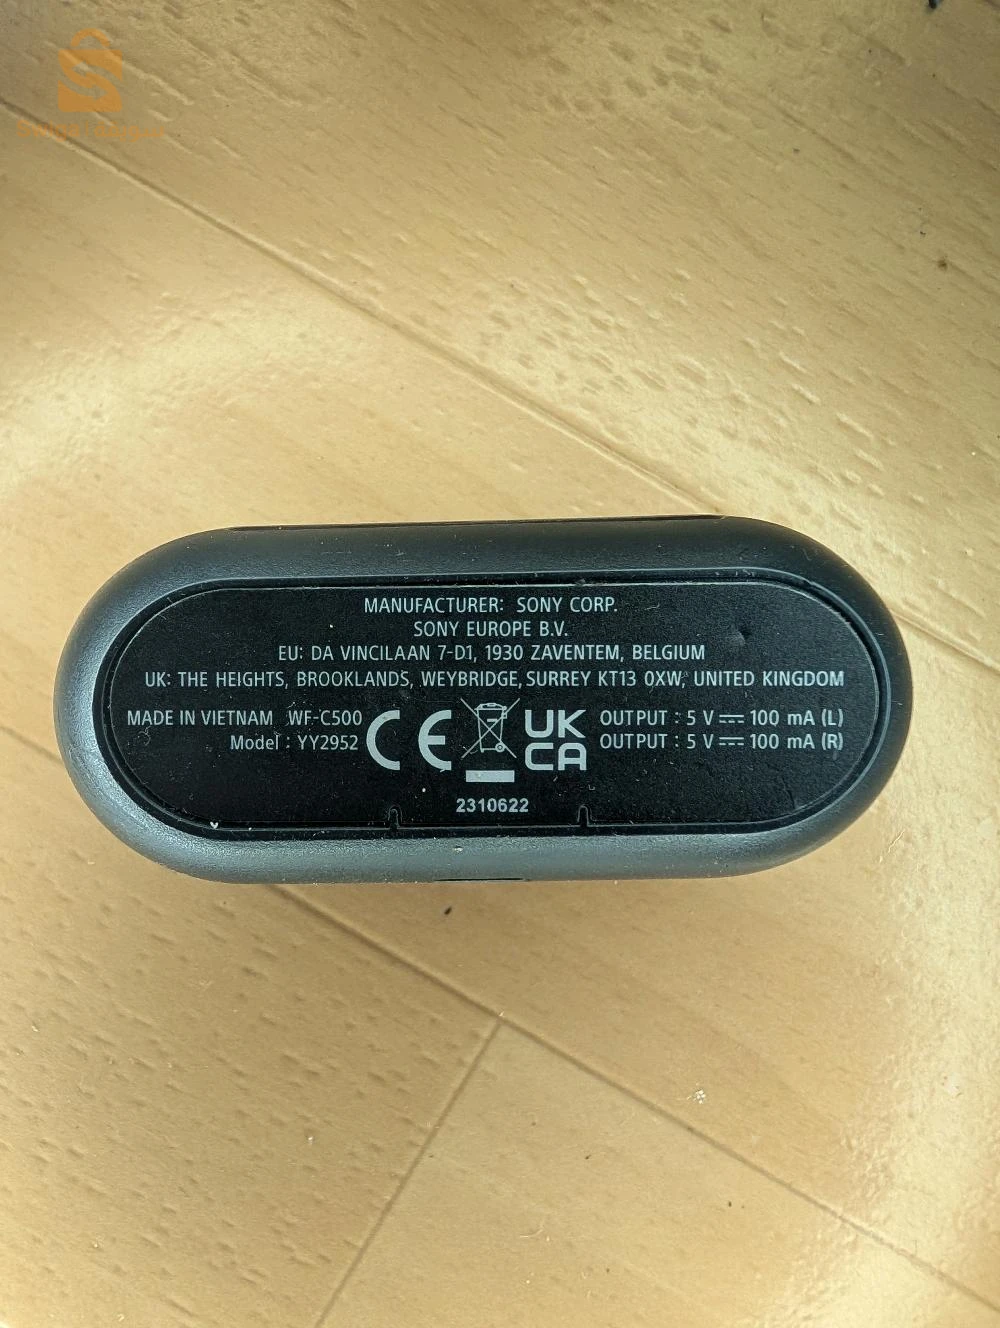 MANUFACTURER: SONY CORP.
SONY EUROPE B.V.
EU: DA VINCILAAN 7-D1, 1930 ZAVENTEM, BELGIUM
UK: THE HEIGHTS, BROOKLANDS, WEYBRIDGE, SURREY KT13 0XW, UNITED KINGDOM
MADE IN VIETNAM WF-C500
Model : YY2952
CE
UK
CA
OUTPUT : 5 V ⎓ 100 mA (L)
OUTPUT : 5 V ⎓ 100 mA (R)
2310622